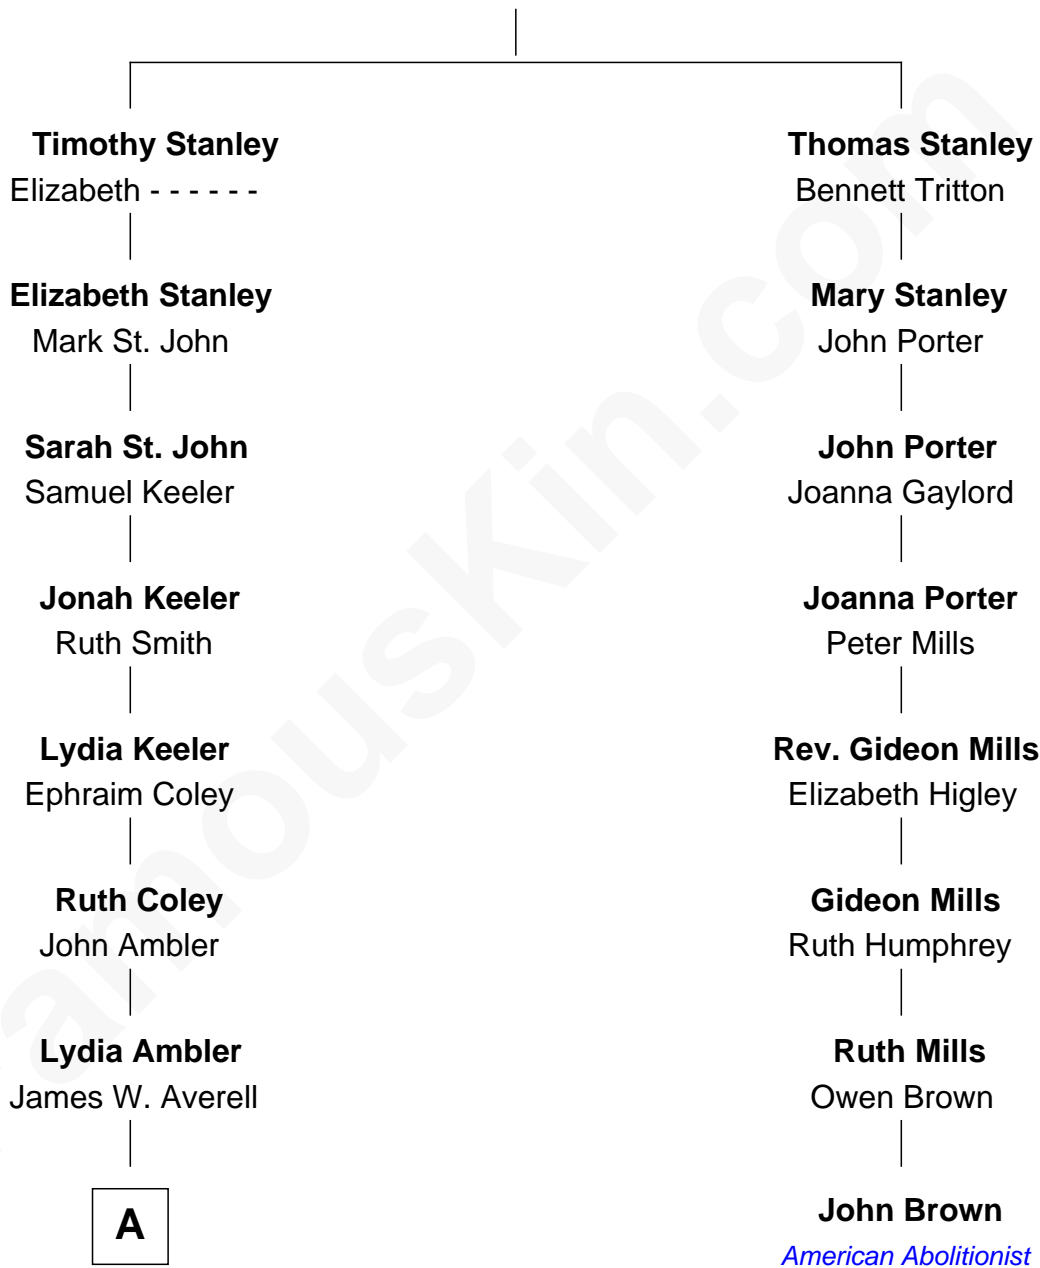 Timothy Stanley
Elizabeth - - - - - -
Elizabeth Stanley
Mark St. John
Sarah St. John
Samuel Keeler
Jonah Keeler
Ruth Smith
Lydia Keeler
Ephraim Coley
Ruth Coley
John Ambler
Lydia Ambler
James W. Averell
A
Thomas Stanley
Bennett Tritton
Mary Stanley
John Porter
John Porter
Joanna Gaylord
Joanna Porter
Peter Mills
Rev. Gideon Mills
Elizabeth Higley
Gideon Mills
Ruth Humphrey
Ruth Mills
Owen Brown
John Brown
American Abolitionist
amousKin.com